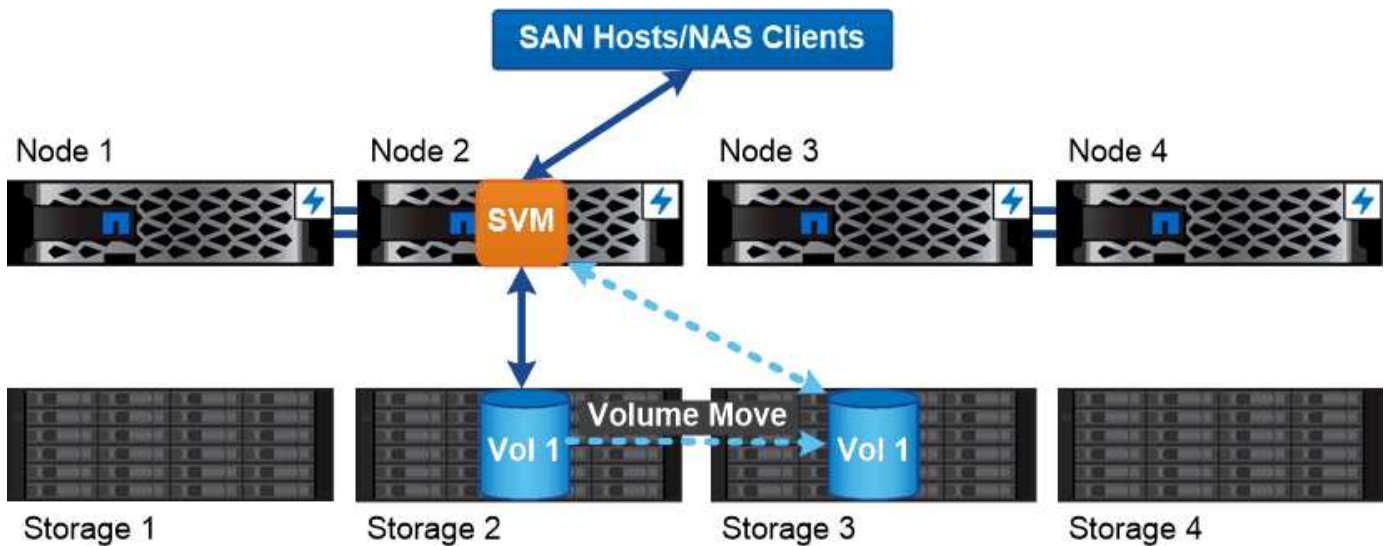 SAN Hosts/NAS Clients
Node 1
Node 2
Node 3
Node 4
SVM
Volume Move
Vol 1
Vol 1
Storage 1
Storage 2
Storage 3
Storage 4